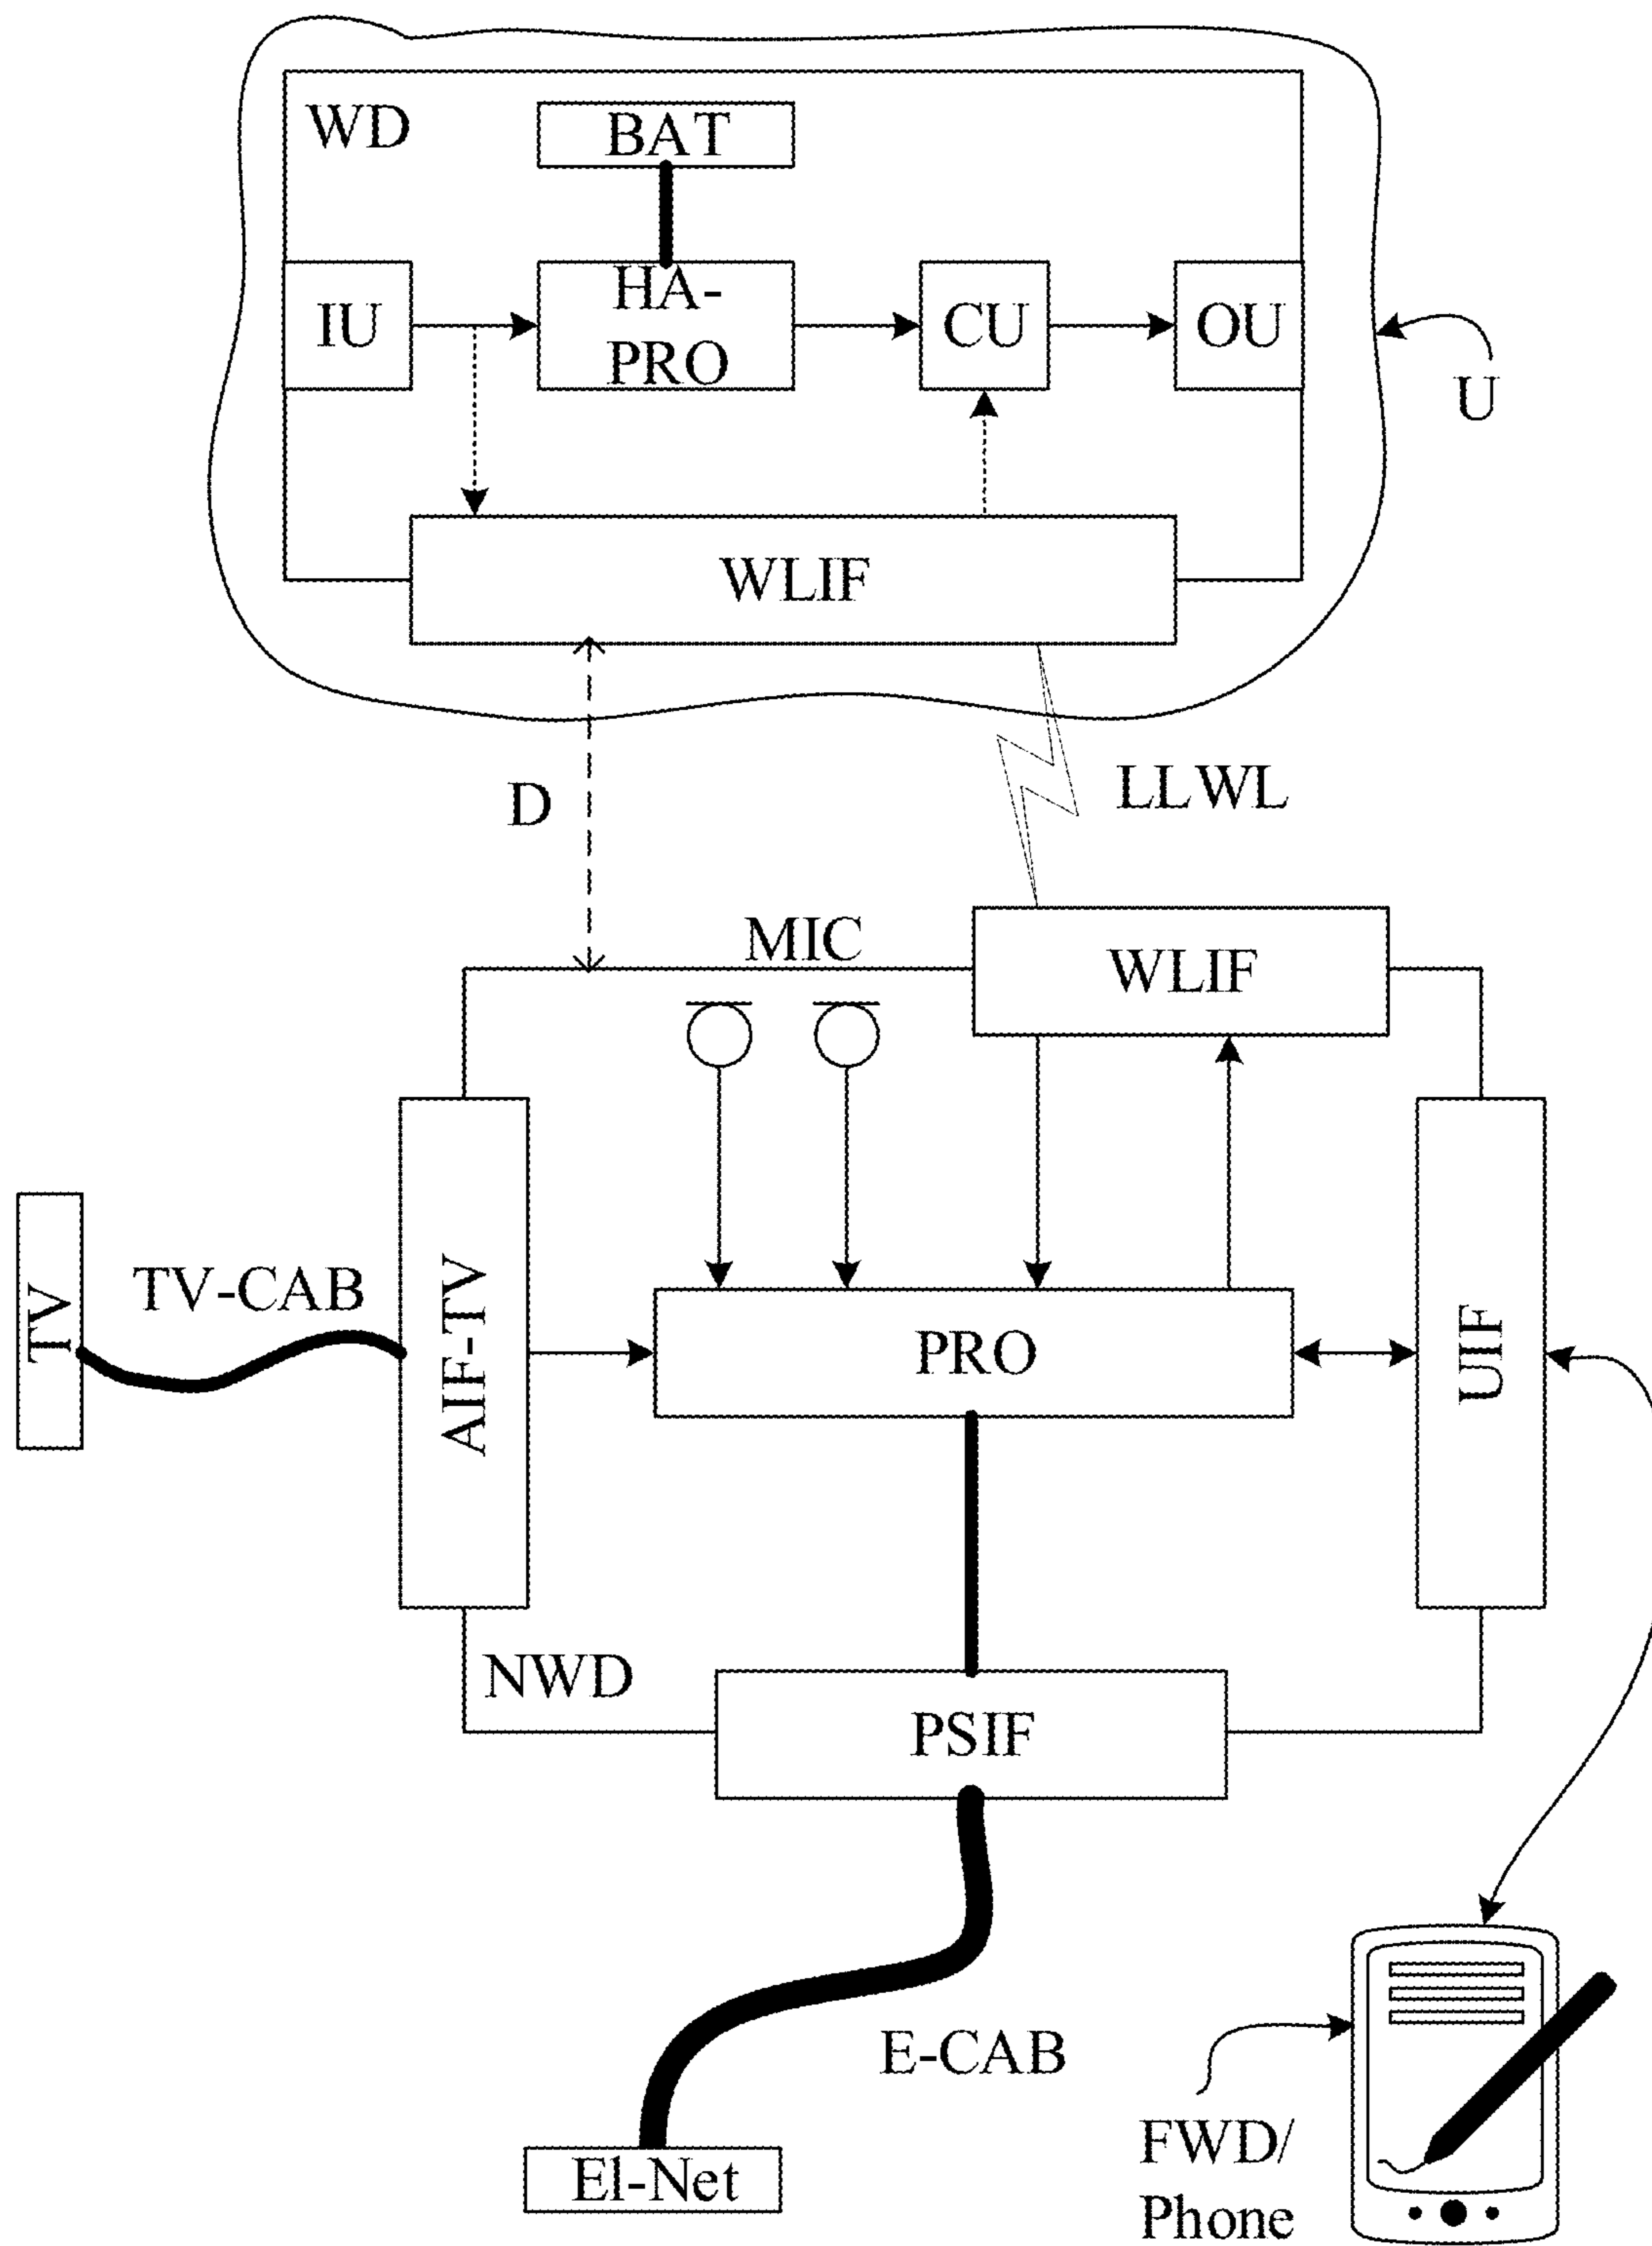 WD
BAT
IU
HA-
PRO
CU
OU
U
WLIF
D
LLWL
MIC
WLIF
TV
TV-CAB
AIF-TV
PRO
UIF
NWD
PSIF
E-CAB
El-Net
FWD/
Phone